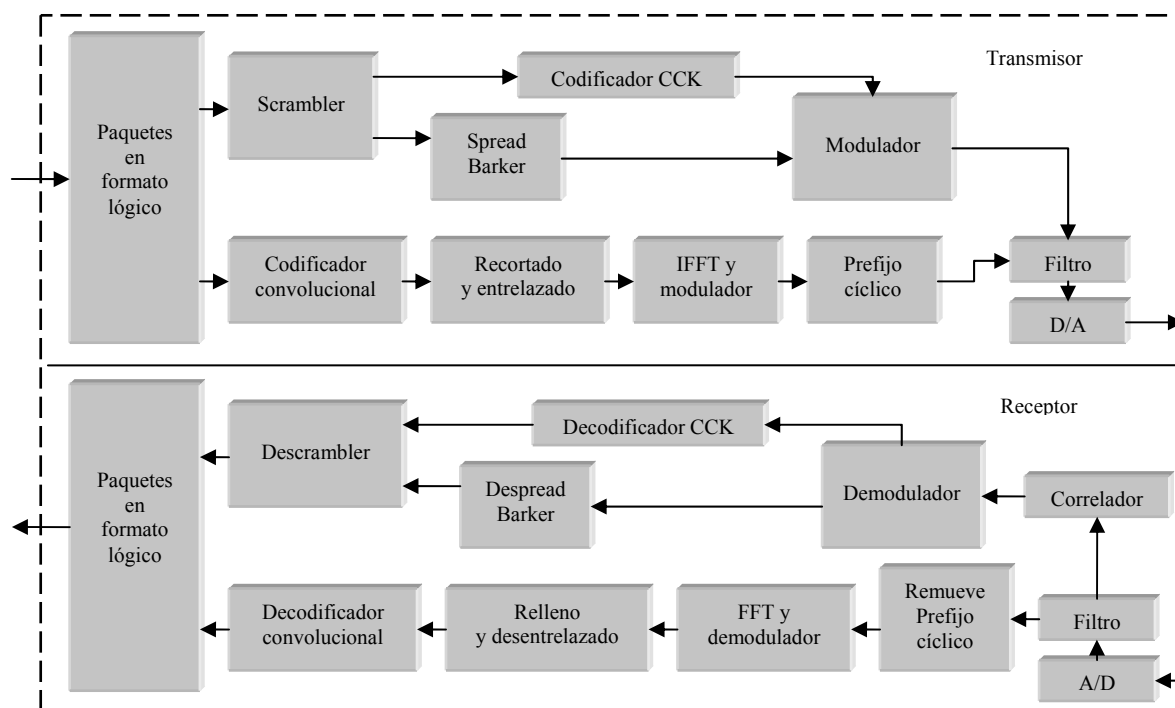 Transmisor
Paquetes
en
formato
lógico
Scrambler
Codificador CCK
Spread
Barker
Modulador
Codificador
convolucional
Recortado
y entrelazado
IFFT y
modulador
Prefijo
cíclico
Filtro
D/A
Receptor
Paquetes
en
formato
lógico
Descrambler
Decodificador CCK
Despread
Barker
Demodulador
Correlador
Decodificador
convolucional
Relleno
y desentrelazado
FFT y
demodulador
Remueve
Prefijo
cíclico
Filtro
A/D